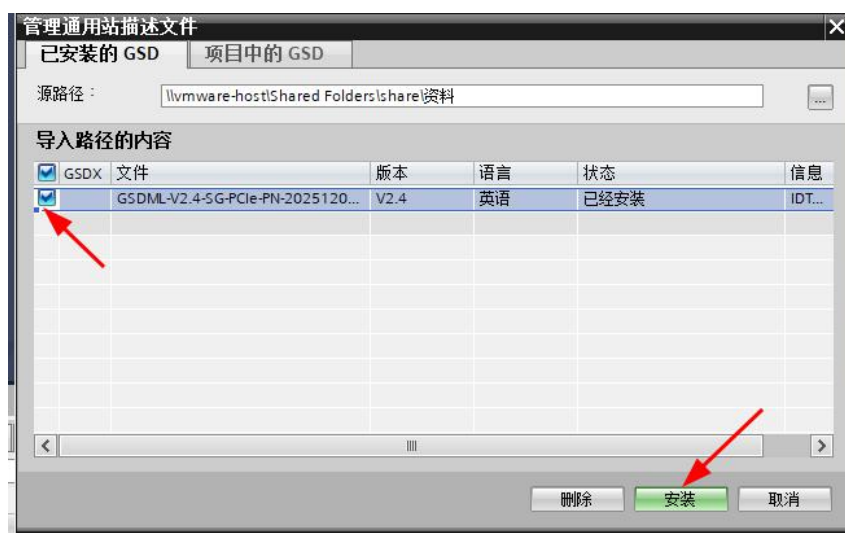 管理通用站描述文件
已安装的 GSD 项目中的 GSD
源路径: \\vmware-host\Shared Folders\share\资料 ...
导入路径的内容
GSDX 文件 版本 语言 状态 信息
GSDML-V2.4-SG-PCIe-PN-2025120... V2.4 英语 已经安装 IDT...
删除 安装 取消